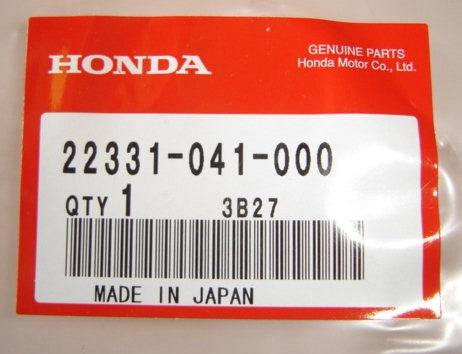 HONDA
GENUINE PARTS
Honda Motor Co., Ltd.
22331-041-000
QTY 1 3B27
MADE IN JAPAN